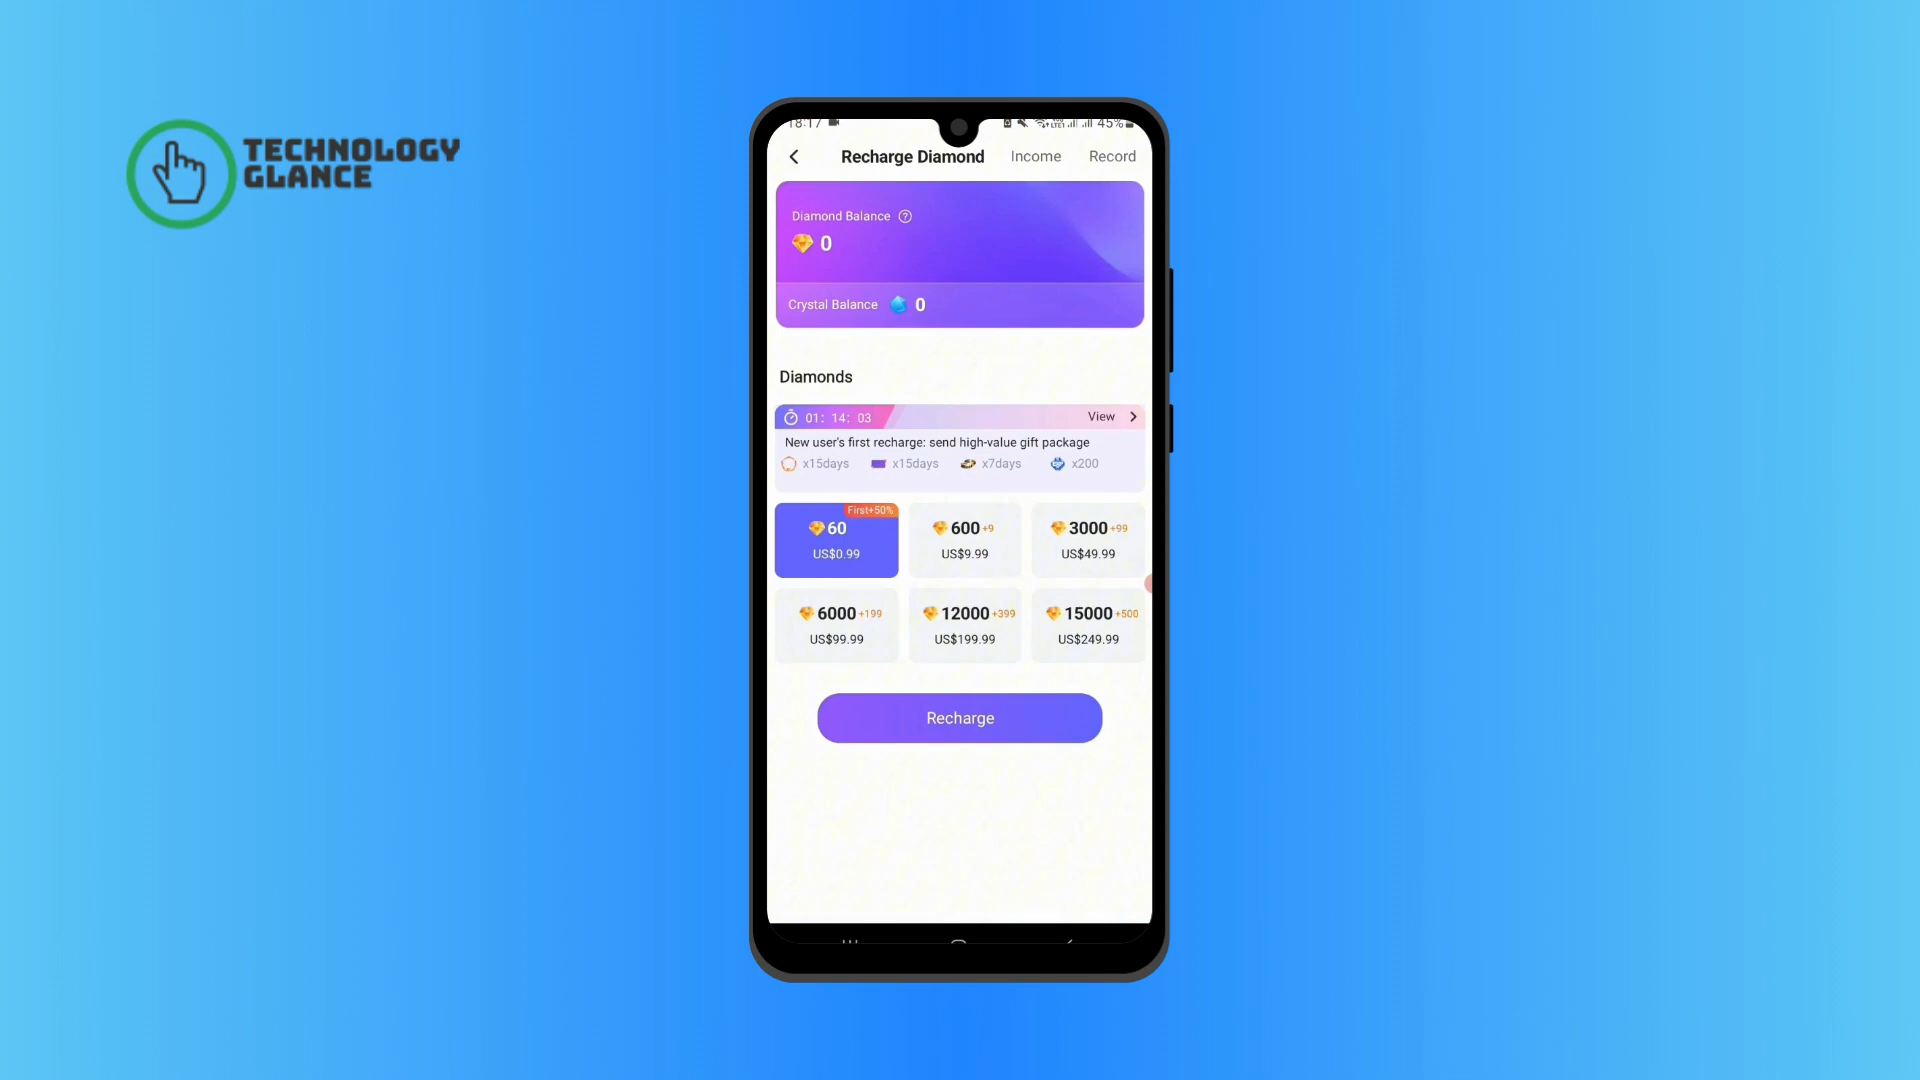 TECHNOLOGY
GLANCE
18:17
45%
Recharge Diamond Income Record
Diamond Balance ?
0
Crystal Balance 0
Diamonds
01: 14: 03 View
New user's first recharge: send high-value gift package
x15days x15days x7days x200
First+50%
60 600 +9 3000 +99
US$0.99 US$9.99 US$49.99
6000 +199 12000 +399 15000 +500
US$99.99 US$199.99 US$249.99
Recharge